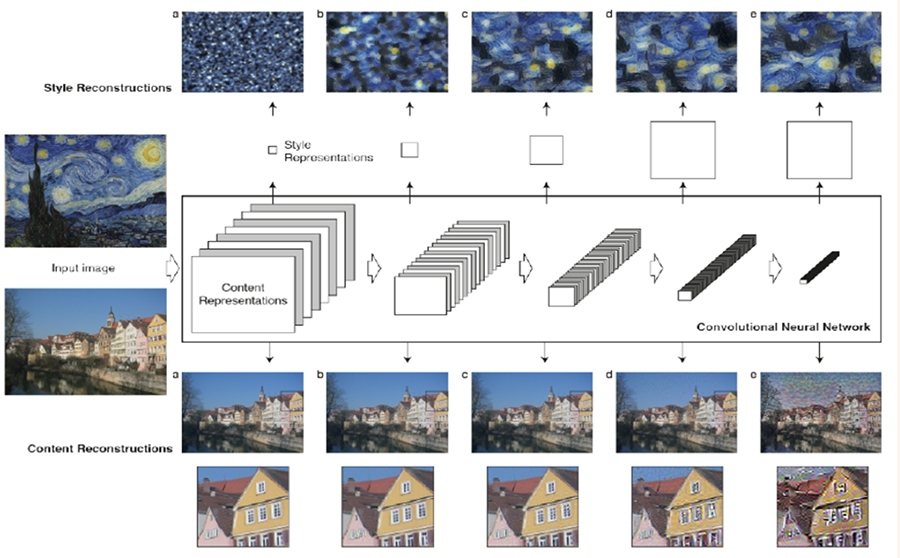 a b c d e
Style Reconstructions
Style
Representations
Input image
Content
Representations
Convolutional Neural Network
a b c d e
Content Reconstructions